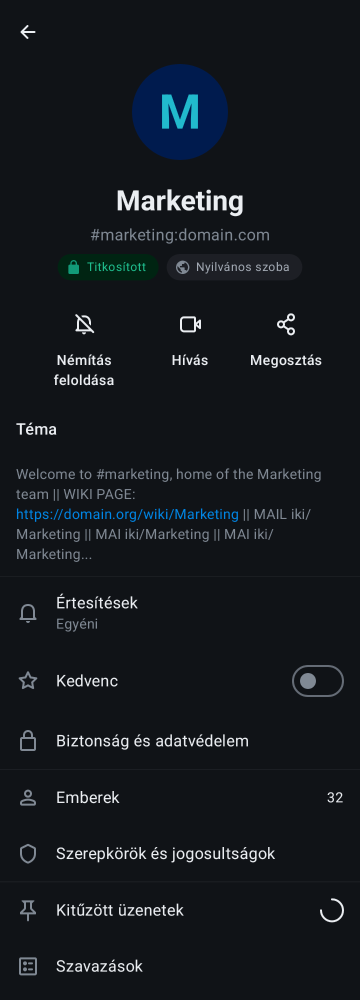 M
Marketing
#marketing:domain.com
Titkosított
Nyilvános szoba
Némítás
feloldása
Hívás
Megosztás
Téma
Welcome to #marketing, home of the Marketing
team || WIKI PAGE:
https://domain.org/wiki/Marketing || MAIL iki/
Marketing || MAI iki/Marketing || MAI iki/
Marketing...
Értesítések
Egyéni
Kedvenc
Biztonság és adatvédelem
Emberek
32
Szerepkörök és jogosultságok
Kitűzött üzenetek
Szavazások